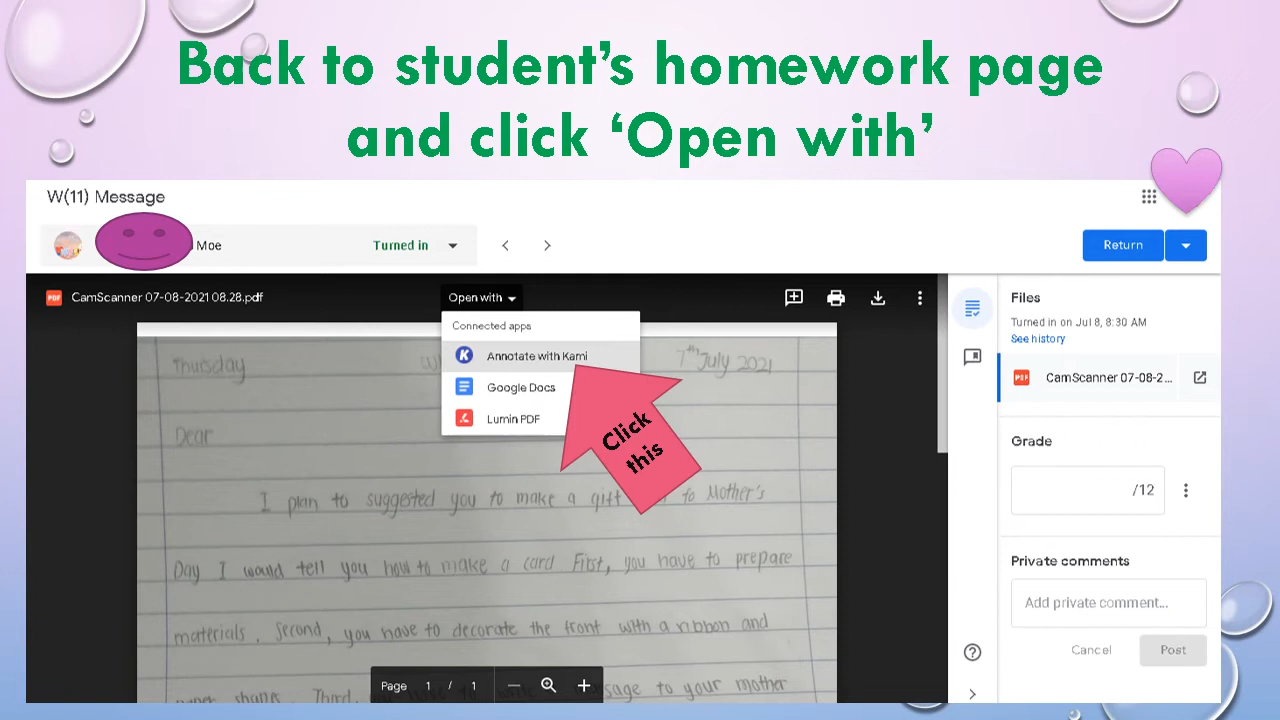 Back to student’s homework page
and click ‘Open with’
W(11) Message
Moe
Turned in
Return
CamScanner 07-08-2021 08.28.pdf
Open with
Connected apps
Annotate with Kami
Google Docs
Lumin PDF
Click
this
Files
Turned in on Jul 8, 8:30 AM
See history
PDF
CamScanner 07-08-2...
Grade
/12
Private comments
Add private comment...
Cancel
Post
Thursday
7th July 2021
Dear
I plan to suggested you to make a gift to Mother's
Day I would tell you how to make a card First, you have to prepare
materials. Second, you have to decorate the front with a ribbon and
shapes. Third to your mother
Page 1 / 1